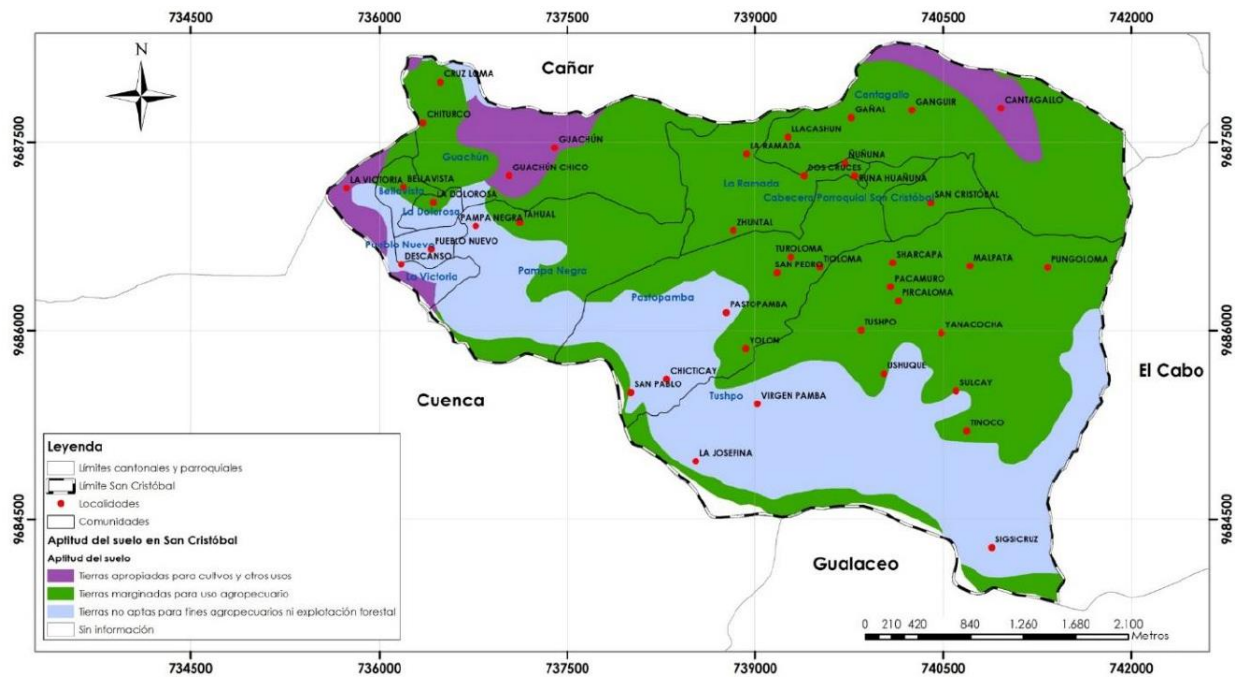 734500 736000 737500 739000 740500 742000
N
Cañar
CRUZ LOMA
CHITURCO
Cantagallo
GANGUIR
CANTAGALLO
GAÑAL
LLACASHUN
9687500
9687500
GUACHÚN
LA RAMADA
Guachún
ÑUÑUNA
GUACHÚN CHICO
DOS CRUCES
RUNA HUAÑUNA
La Ramada
LA VICTORIA
BELLAVISTA
Bellavista
LA DOLOROSA
La Dolorosa
Cabecera Parroquial San Cristóbal
SAN CRISTÓBAL
PAMPA NEGRA
TAHUAL
ZHUNTAL
Pueblo Nuevo
PUEBLO NUEVO
DESCANSO
La Victoria
Pampa Negra
TUROLOMA
SAN PEDRO
TIOLOMA
SHARCAPA
MALPATA
PUNGOLOMA
PACAMURO
PIRCALOMA
Pastopamba
PASTOPAMBA
9686000
9686000
TUSHPO
YANACOCHA
YOLON
El Cabo
CHICTICAY
USHUQUE
SAN PABLO
SULCAY
Cuenca
Tushpo
VIRGEN PAMBA
TINOCO
LA JOSEFINA
9684500
9684500
SIGSICRUZ
Gualaceo
Leyenda
Límites cantonales y parroquiales
Límite San Cristóbal
Localidades
Comunidades
Aptitud del suelo en San Cristóbal
Aptitud del suelo
Tierras apropiadas para cultivos y otros usos
Tierras marginadas para uso agropecuario
Tierras no aptas para fines agropecuarios ni explotación forestal
Sin información
0 210 420 840 1.260 1.680 2.100
Metros
734500 736000 737500 739000 740500 742000